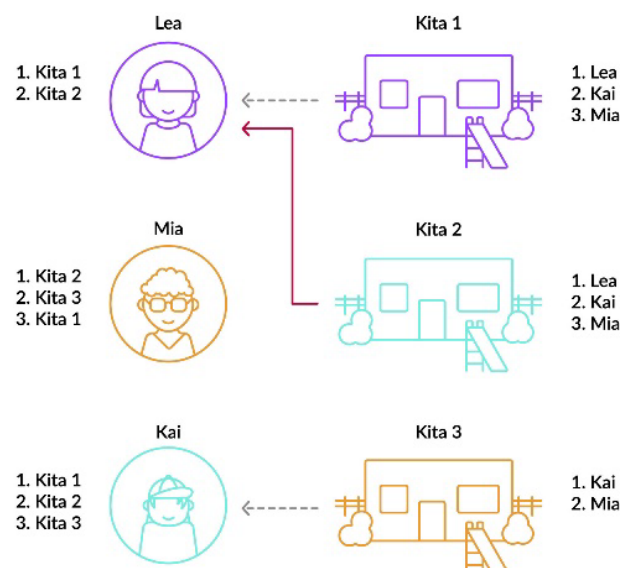 Lea
Kita 1
1. Kita 1
2. Kita 2
1. Lea
2. Kai
3. Mia
Mia
Kita 2
1. Kita 2
2. Kita 3
3. Kita 1
1. Lea
2. Kai
3. Mia
Kai
Kita 3
1. Kita 1
2. Kita 2
3. Kita 3
1. Kai
2. Mia